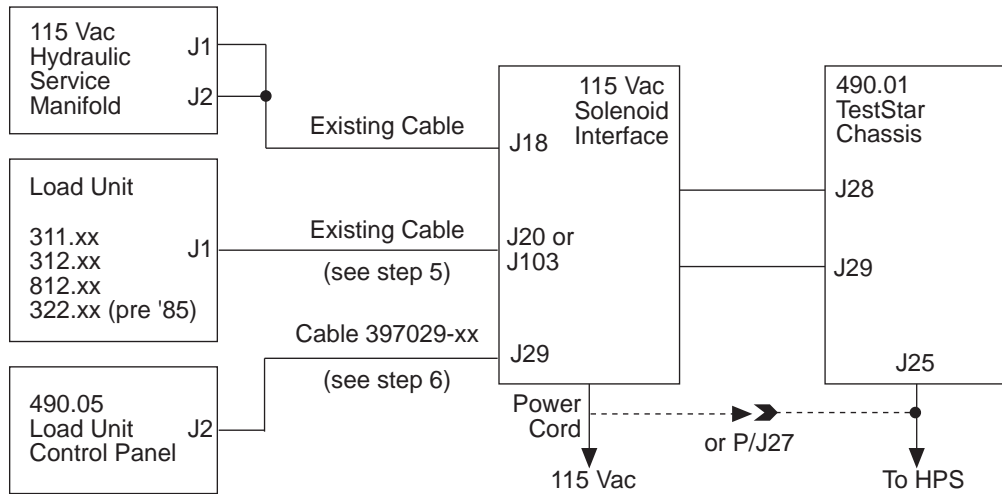 115 Vac
Hydraulic
Service
Manifold
J1
J2
Existing Cable
Load Unit
311.xx
312.xx
812.xx
322.xx (pre '85)
J1
Existing Cable
(see step 5)
490.05
Load Unit
Control Panel
J2
Cable 397029-xx
(see step 6)
115 Vac
Solenoid
Interface
J18
J20 or
J103
J29
Power
Cord
115 Vac
or P/J27
490.01
TestStar
Chassis
J28
J29
J25
To HPS